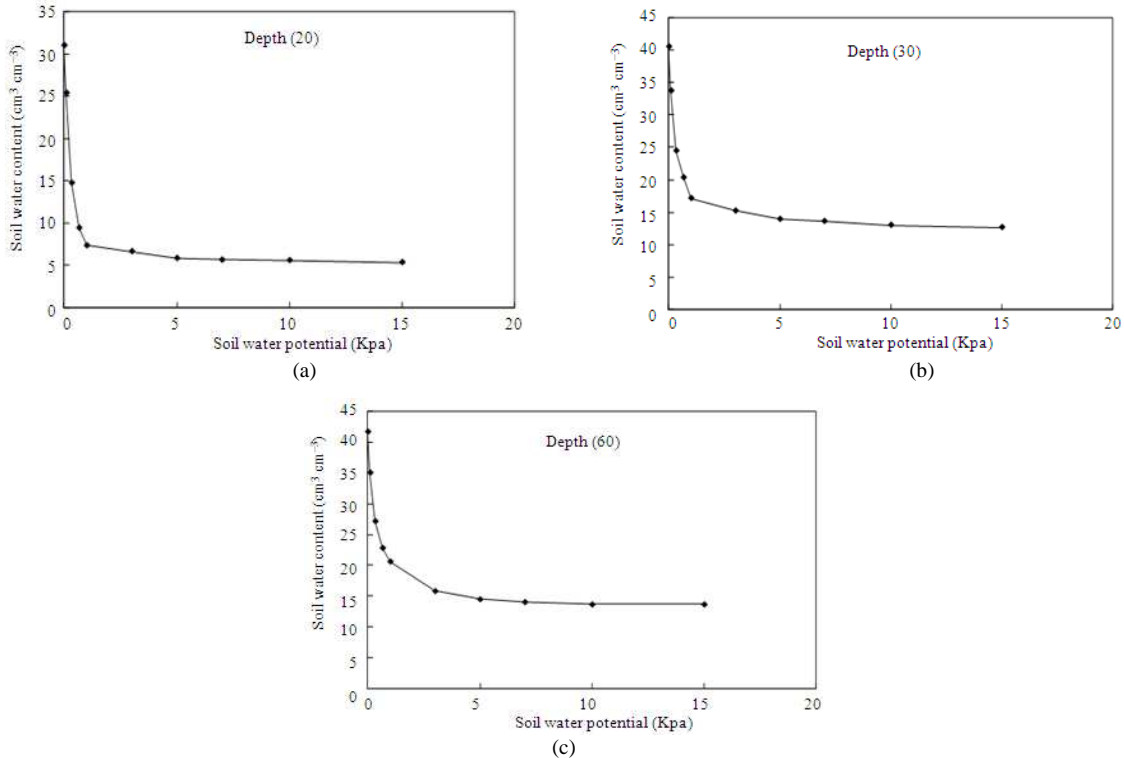 35
30
25
20
15
10
5
0
Soil water content (cm³ cm⁻³)
Depth (20)
0 5 10 15 20
Soil water potential (Kpa)
(a)
45
40
35
30
25
20
15
10
5
0
Soil water content (cm³ cm⁻³)
Depth (30)
0 5 10 15 20
Soil water potential (Kpa)
(b)
45
40
35
30
25
20
15
10
5
0
Soil water content (cm³ cm⁻³)
Depth (60)
0 5 10 15 20
Soil water potential (Kpa)
(c)